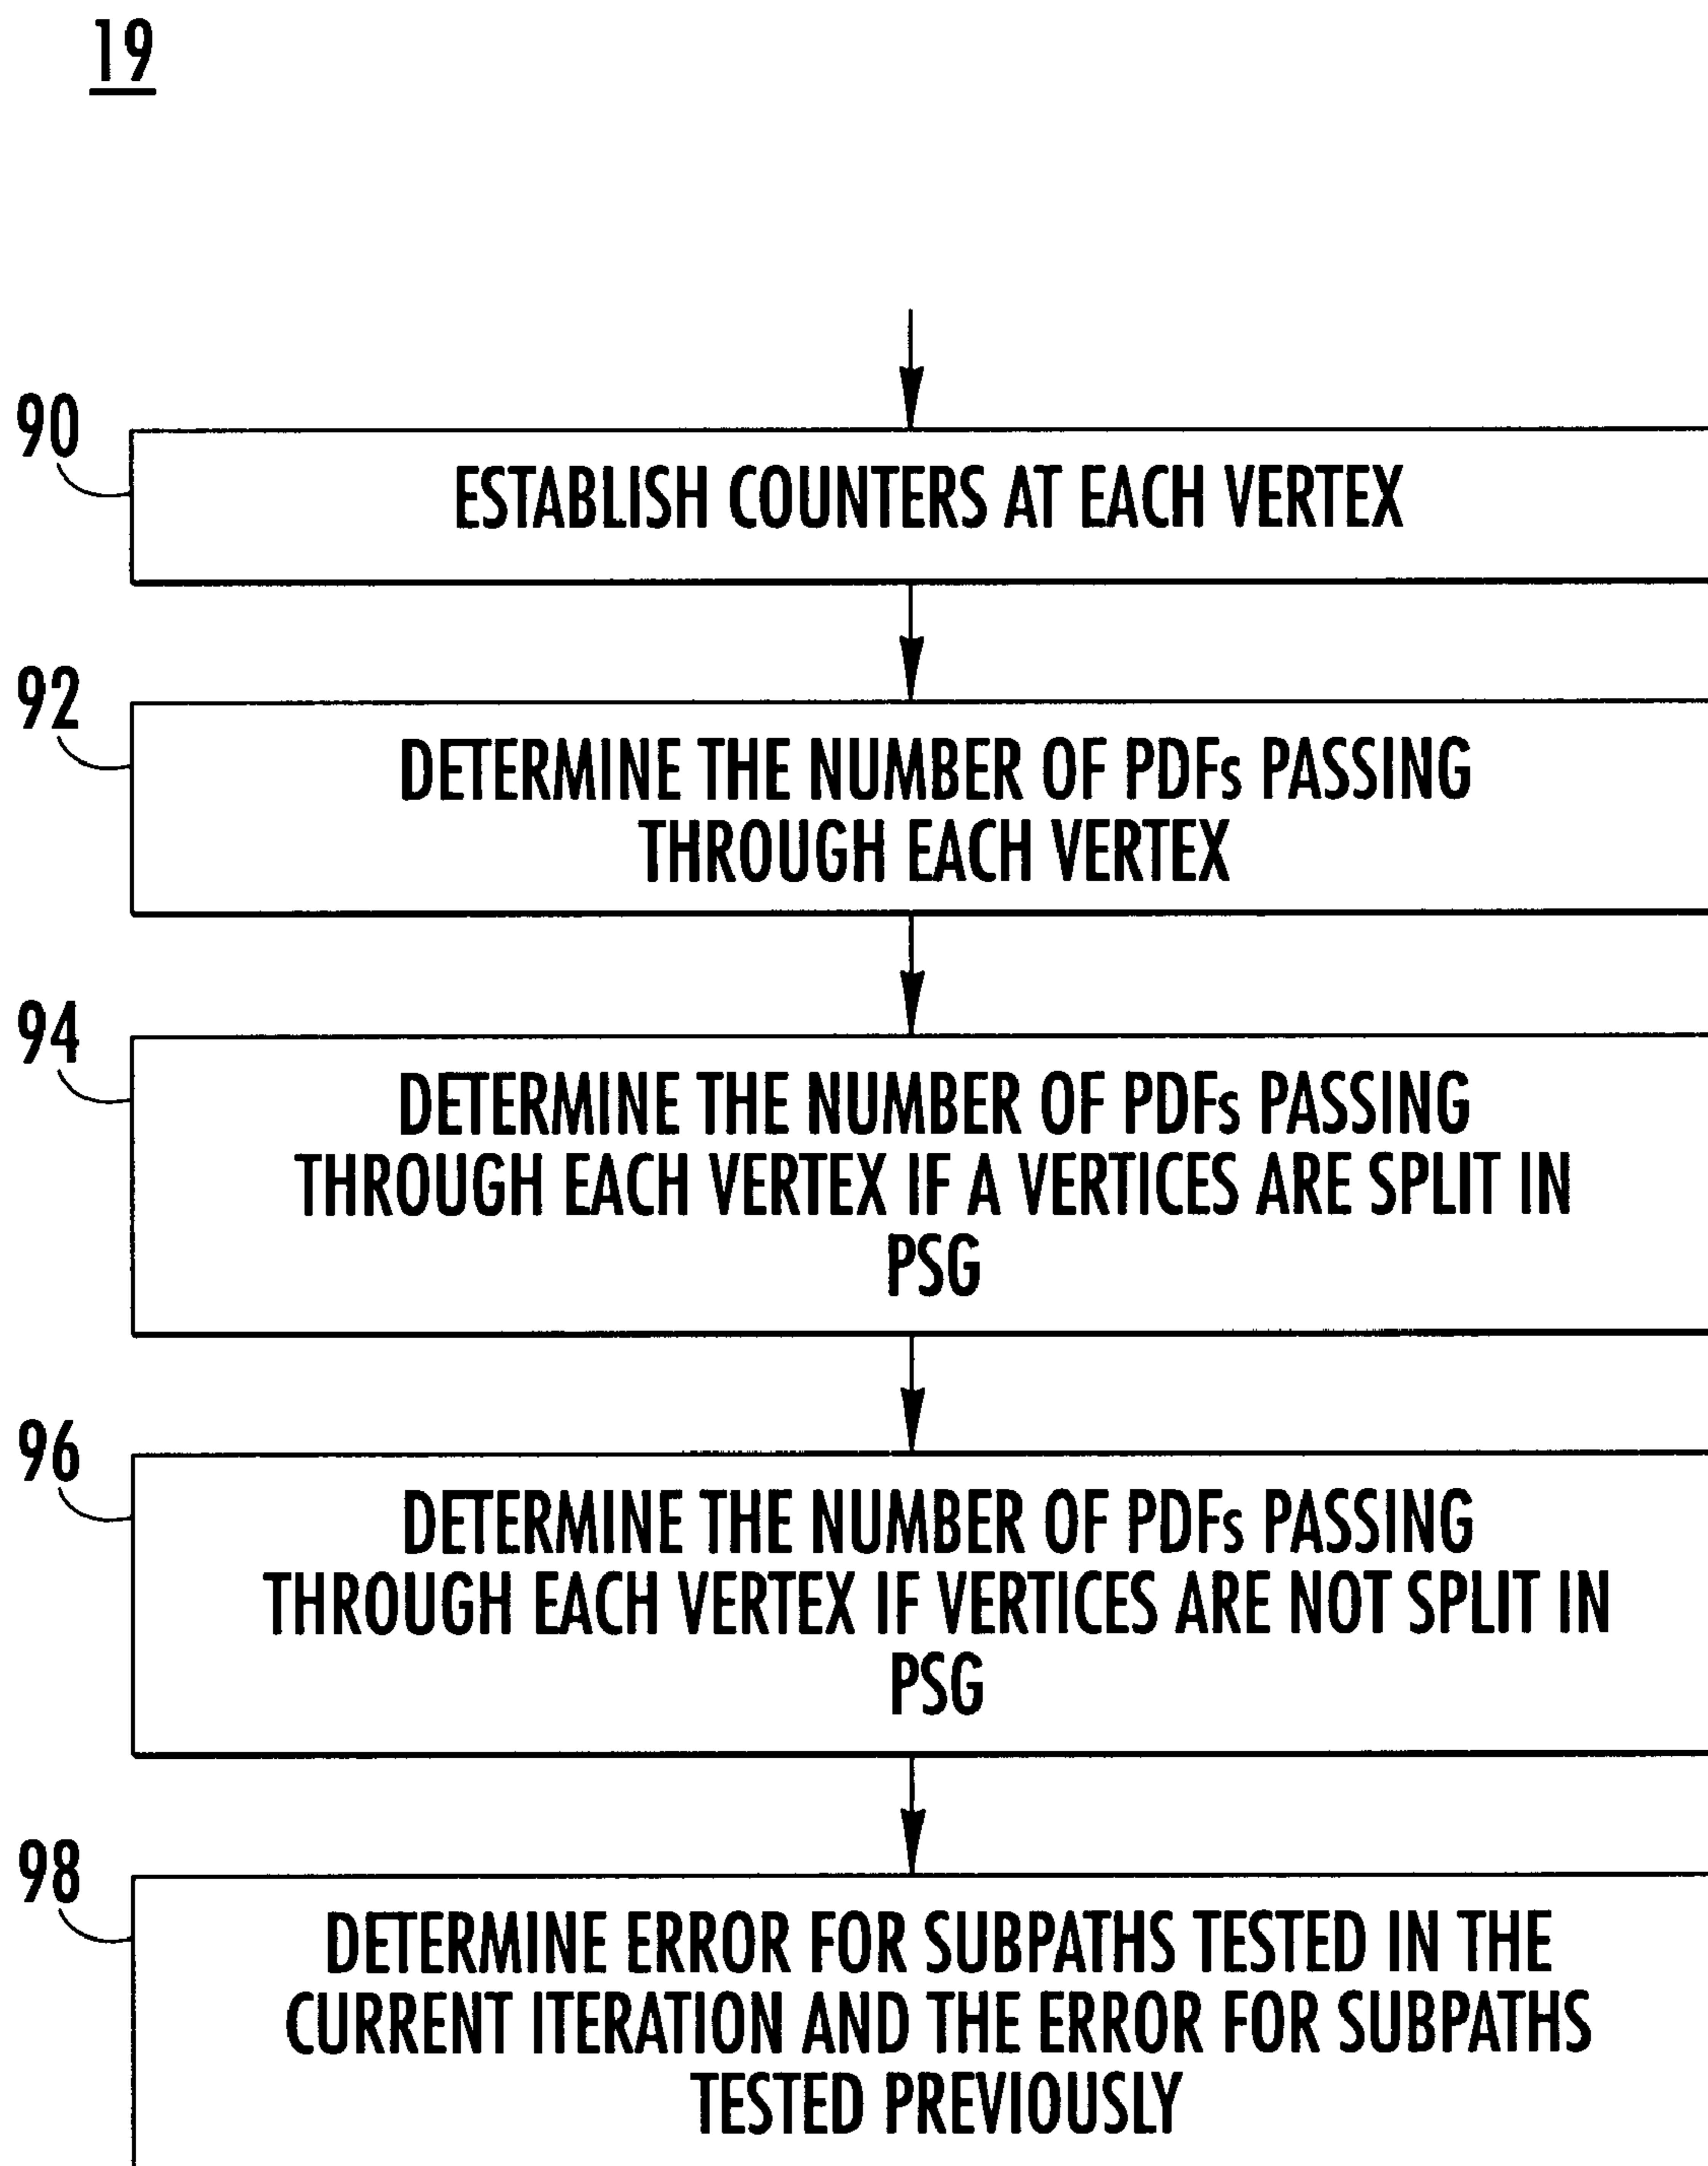 19
90
ESTABLISH COUNTERS AT EACH VERTEX
92
DETERMINE THE NUMBER OF PDFs PASSING
THROUGH EACH VERTEX
94
DETERMINE THE NUMBER OF PDFs PASSING
THROUGH EACH VERTEX IF A VERTICES ARE SPLIT IN
PSG
96
DETERMINE THE NUMBER OF PDFs PASSING
THROUGH EACH VERTEX IF VERTICES ARE NOT SPLIT IN
PSG
98
DETERMINE ERROR FOR SUBPATHS TESTED IN THE
CURRENT ITERATION AND THE ERROR FOR SUBPATHS
TESTED PREVIOUSLY